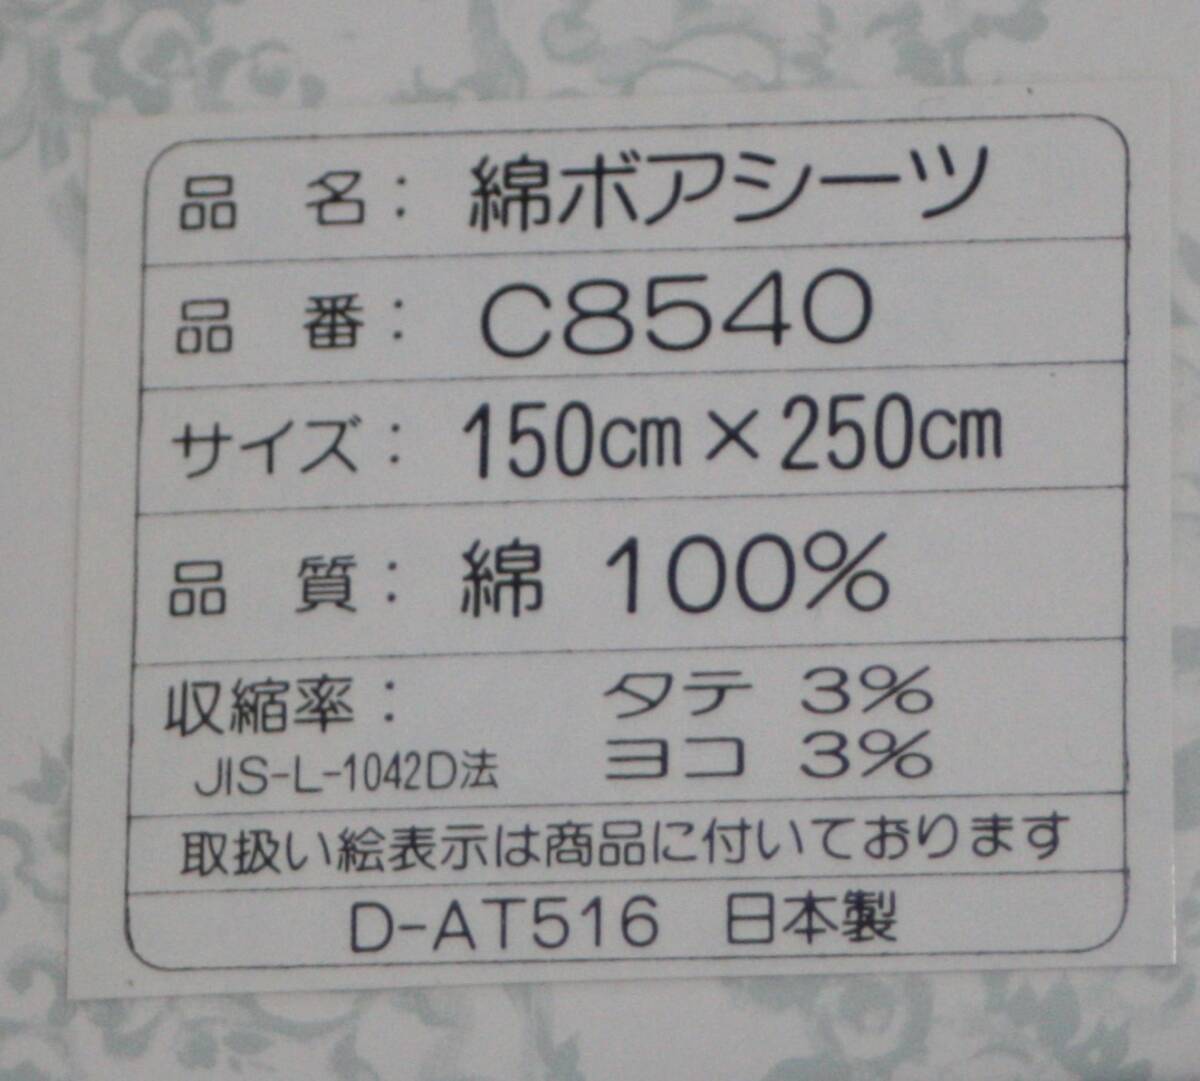 品 名: 綿ボアシーツ
品 番: C8540
サイズ: 150cm×250cm
品 質: 綿 100%
収縮率: タテ 3%
JIS-L-1042D法 ヨコ 3%
取扱い絵表示は商品に付いております
D-AT516 日本製